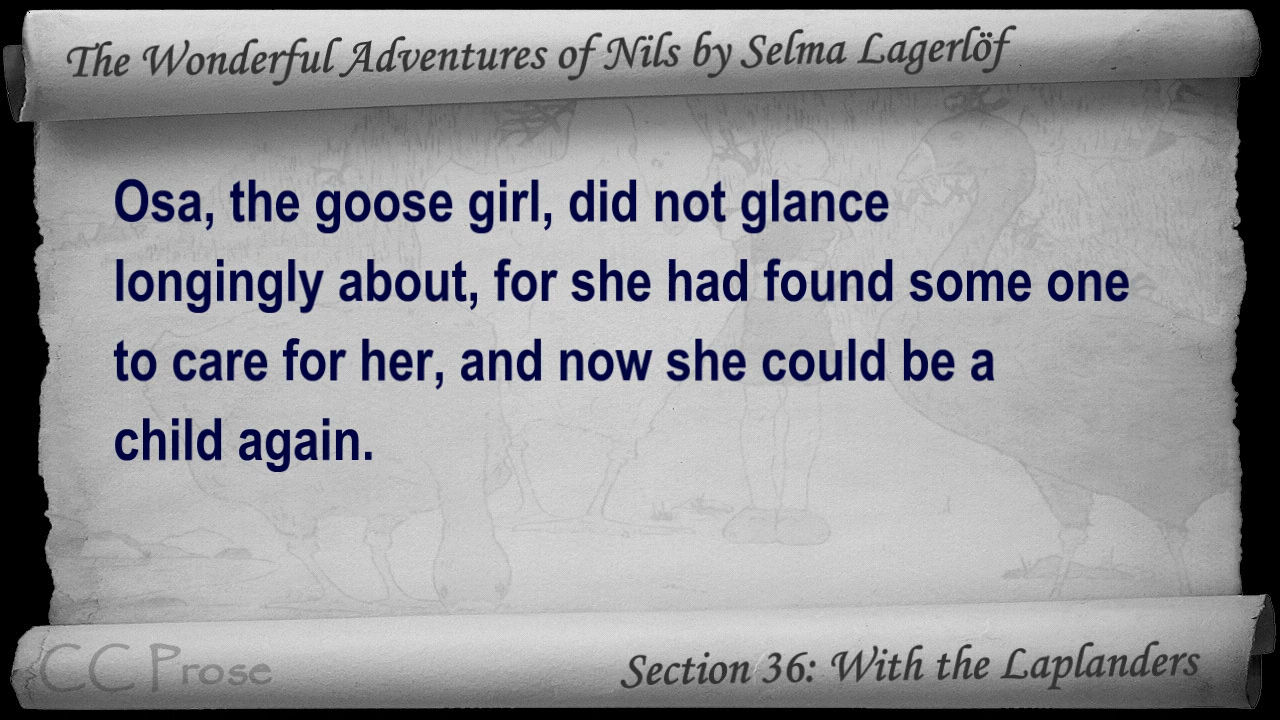 The Wonderful Adventures of Nils by Selma Lagerlöf
Osa, the goose girl, did not glance
longingly about, for she had found some one
to care for her, and now she could be a
child again.
CC Prose
Section 36: With the Laplanders